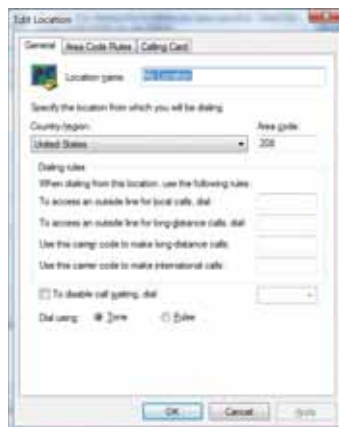 Edit Location
General Area Code Rules Calling Card
Location name: My Location
Specify the location from which you will be dialing.
Country/region: Area code:
United States 206
Dialing rules
When dialing from this location, use the following rules:
To access an outside line for local calls, dial:
To access an outside line for long-distance calls, dial:
Use this carrier code to make long-distance calls:
Use this carrier code to make international calls:
To disable call waiting, dial:
Dial using: Tone Pulse
OK Cancel Apply